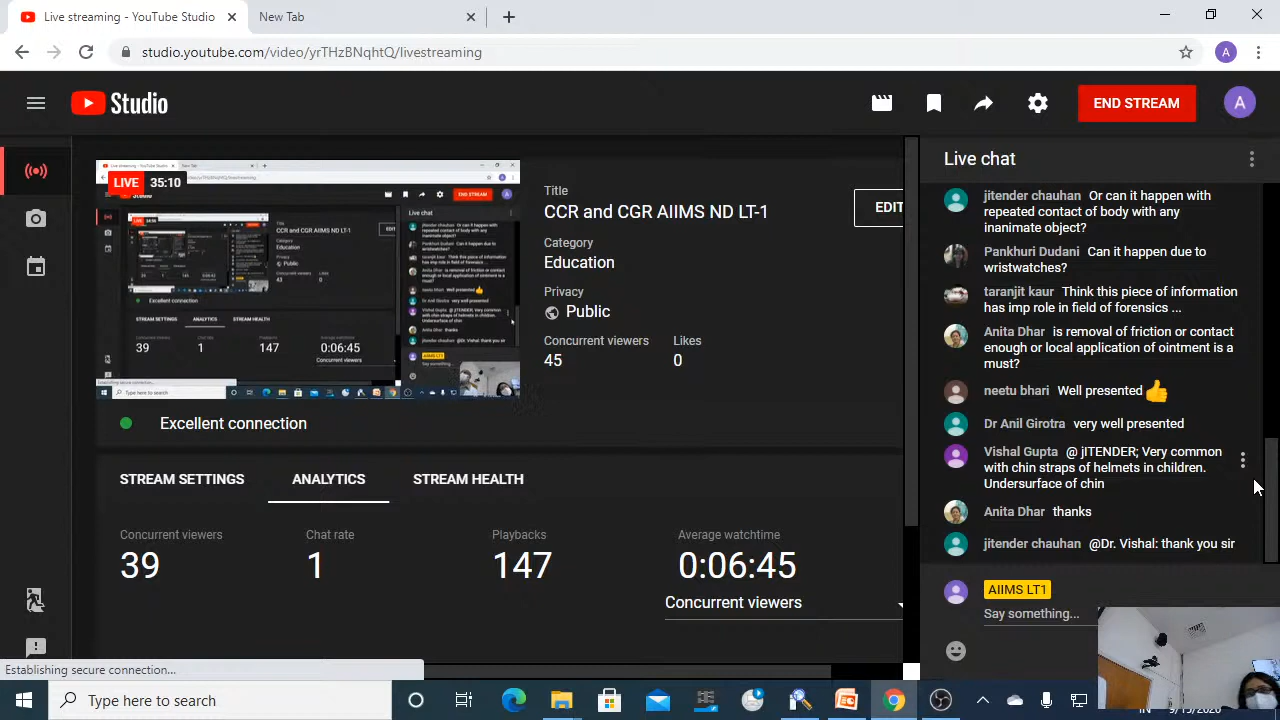 Live streaming - YouTube Studio
New Tab
studio.youtube.com/video/yrTHzBNqhtQ/livestreaming
A
Studio
END STREAM
A
LIVE 35:10
Title
CCR and CGR AIIMS ND LT-1
EDIT
Category
Education
Privacy
Public
Concurrent viewers
45
Likes
0
Excellent connection
STREAM SETTINGS
ANALYTICS
STREAM HEALTH
Concurrent viewers
39
Chat rate
1
Playbacks
147
Average watchtime
0:06:45
Concurrent viewers
Live chat
jitender chauhan Or can it happen with
repeated contact of body with any
inanimate object?
Pankhuri Dudani Can it happen due to
wristwatches?
taranjit kaur Think this piece of information
has imp role in field of forensics ...
Anita Dhar is removal of friction or contact
enough or local application of ointment is a
must?
neetu bhari Well presented 👍
Dr Anil Girotra very well presented
Vishal Gupta @ jITENDER; Very common
with chin straps of helmets in children.
Undersurface of chin
Anita Dhar thanks
jitender chauhan @Dr. Vishal: thank you sir
AIIMS LT1
Say something...
Establishing secure connection...
Type here to search